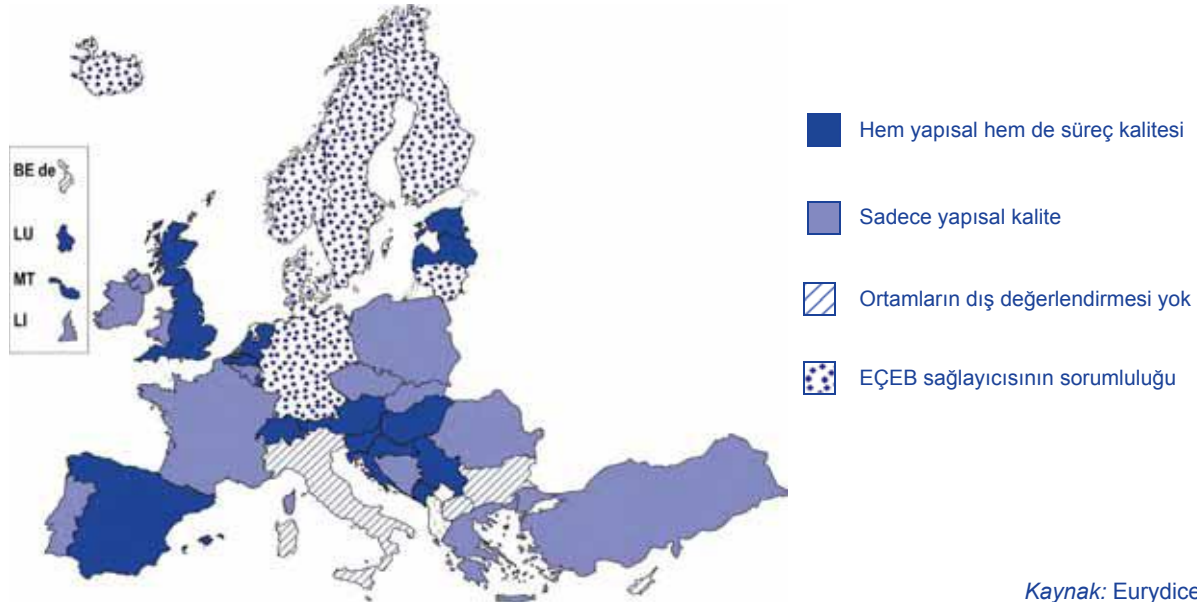 BE de
LU
MT
LI
Hem yapısal hem de süreç kalitesi
Sadece yapısal kalite
Ortamların dış değerlendirmesi yok
EÇEB sağlayıcısının sorumluluğu
Kaynak: Eurydice